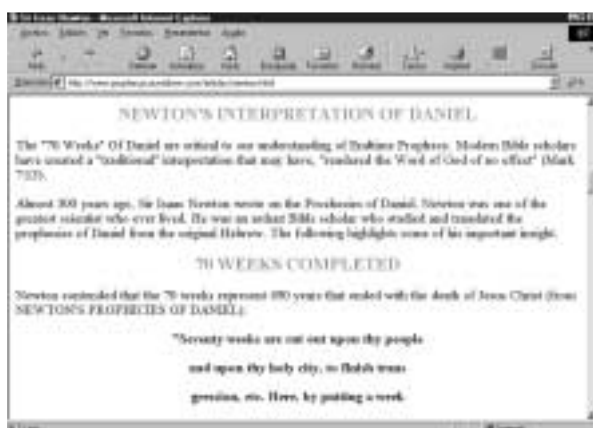 Sir Isaac Newton - Microsoft Internet Explorer
NEWTON'S INTERPRETATION OF DANIEL
The "70 Weeks" Of Daniel are critical to our understanding of Endtime Prophecy. Modern Bible scholars
have created a "traditional" interpretation that may have, "rendered the Word of God of no effect" (Mark
7:13).
Almost 300 years ago, Sir Isaac Newton wrote on the Prophecies of Daniel. Newton was one of the
greatest scientist who ever lived. He was an ardent Bible scholar who studied and translated the
prophecies of Daniel from the original Hebrew. The following highlights some of his important insight.
70 WEEKS COMPLETED
Newton contended that the 70 weeks represent 490 years that ended with the death of Jesus Christ (from
NEWTON'S PROPHECIES OF DANIEL):
"Seventy weeks are cut out upon thy people
and upon thy holy city, to finish trans
gression, etc. Here, by putting a week